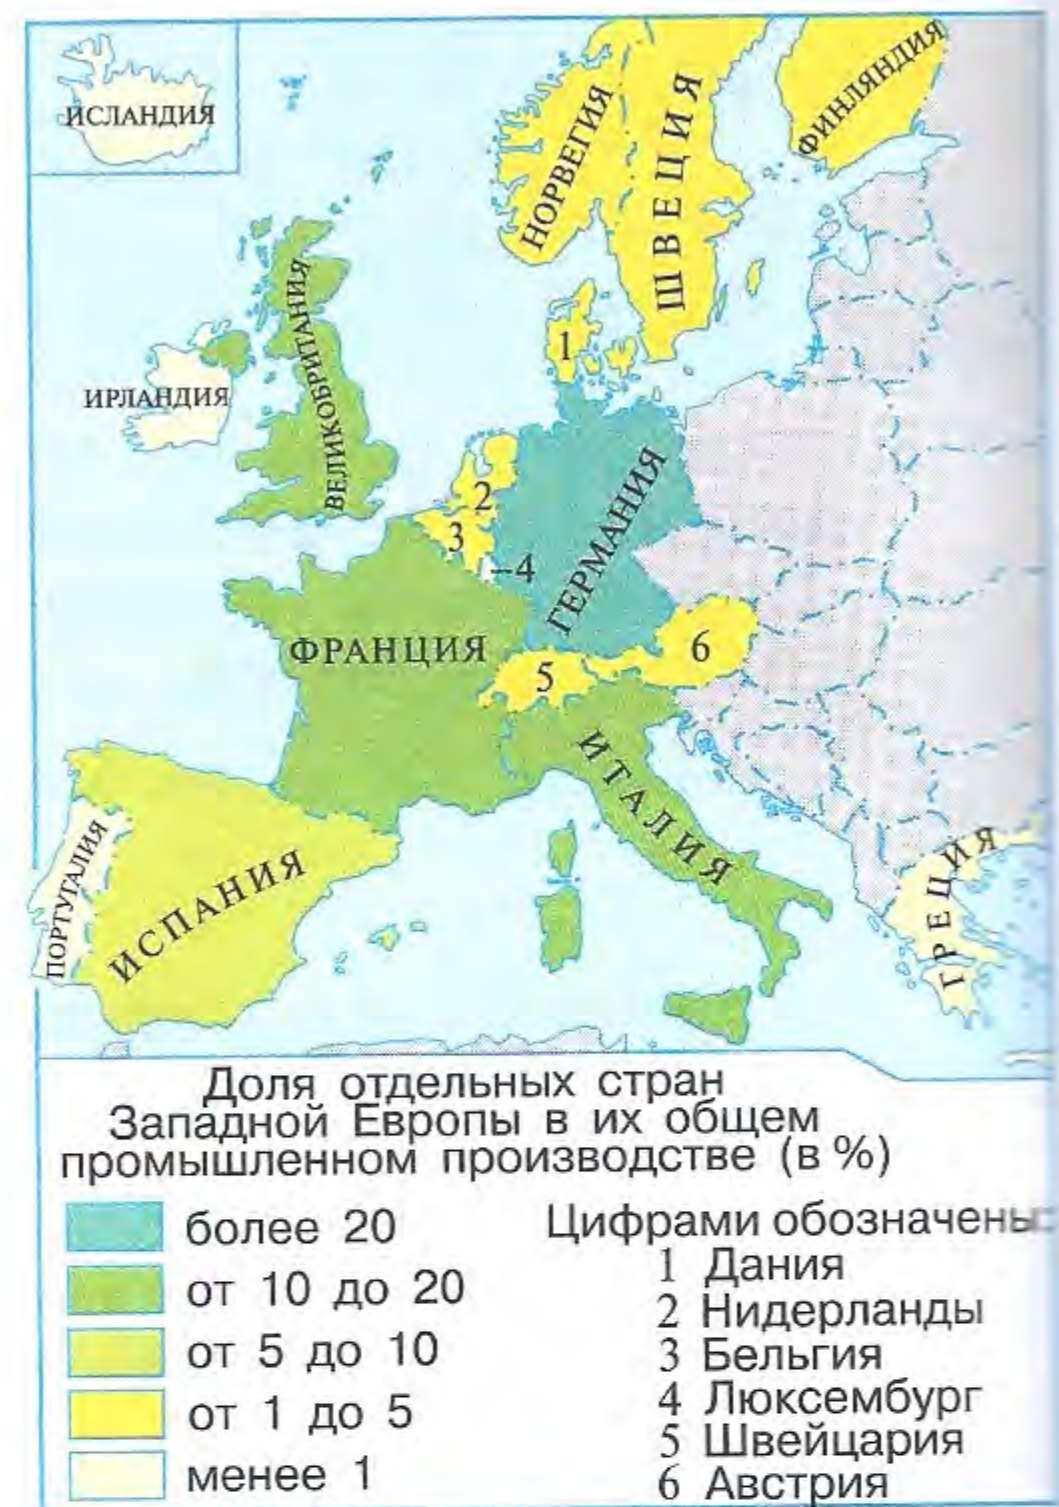 ИСЛАНДИЯ
НОРВЕГИЯ
ШВЕЦИЯ
ФИНЛЯНДИЯ
ИРЛАНДИЯ
ВЕЛИКОБРИТАНИЯ
1
2
3
–4
ГЕРМАНИЯ
ФРАНЦИЯ
5
6
ИТАЛИЯ
ПОРТУГАЛИЯ
ИСПАНИЯ
ГРЕЦИЯ
Доля отдельных стран
Западной Европы в их общем
промышленном производстве (в %)
более 20
от 10 до 20
от 5 до 10
от 1 до 5
менее 1
Цифрами обозначены:
1 Дания
2 Нидерланды
3 Бельгия
4 Люксембург
5 Швейцария
6 Австрия